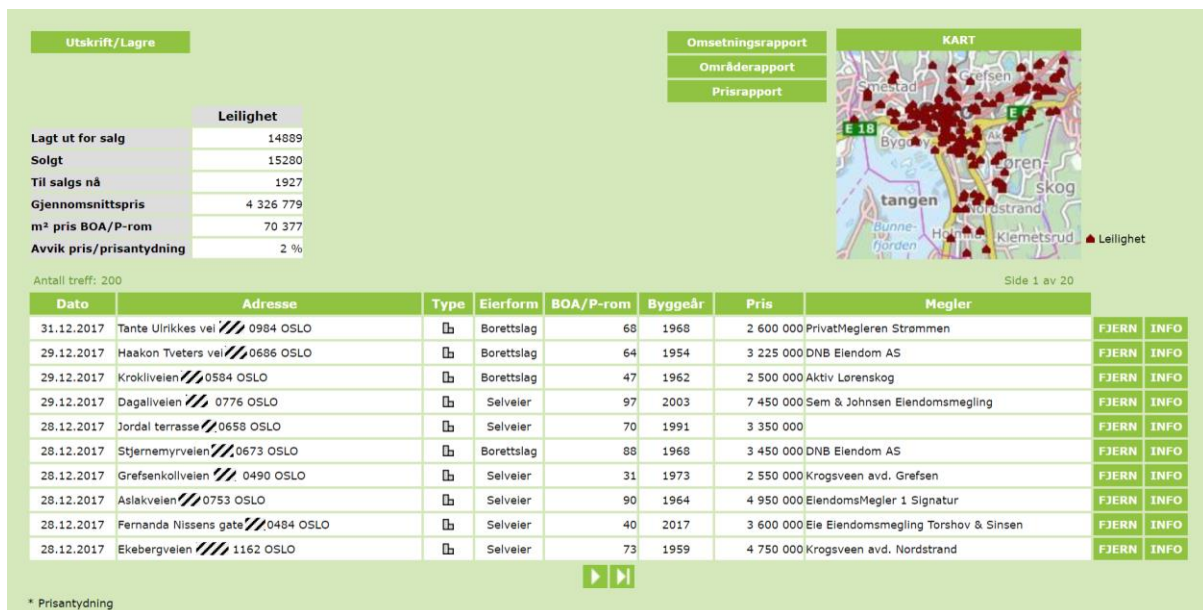 Utskrift/Lagre
Omsetningsrapport
Områderapport
Prisrapport
KART
Smestad
Grefsen
E 6
E 18
Bygdøy
tangen
Bunne-
fjorden
Nordstrand
Holmlia
Klemetsrud
Løren-
skog
Leilighet
Leilighet
Lagt ut for salg 14889
Solgt 15280
Til salgs nå 1927
Gjennomsnittspris 4 326 779
m² pris BOA/P-rom 70 377
Avvik pris/prisantydning 2 %
Antall treff: 200
Side 1 av 20
Dato Adresse Type Eierform BOA/P-rom Byggeår Pris Megler
31.12.2017 Tante Ulrikkes vei 0984 OSLO Borettslag 68 1968 2 600 000 PrivatMegleren Strømmen FJERN INFO
29.12.2017 Haakon Tveters vei 0686 OSLO Borettslag 64 1954 3 225 000 DNB Eiendom AS FJERN INFO
29.12.2017 Krokliveien 0584 OSLO Borettslag 47 1962 2 500 000 Aktiv Lørenskog FJERN INFO
29.12.2017 Dagaliveien 0776 OSLO Selveier 97 2003 7 450 000 Sem & Johnsen Eiendomsmegling FJERN INFO
28.12.2017 Jordal terrasse 0658 OSLO Selveier 70 1991 3 350 000 FJERN INFO
28.12.2017 Stjernemyrveien 0673 OSLO Borettslag 88 1968 3 450 000 DNB Eiendom AS FJERN INFO
28.12.2017 Grefsenkollveien 0490 OSLO Selveier 31 1973 2 550 000 Krogsveen avd. Grefsen FJERN INFO
28.12.2017 Aslakveien 0753 OSLO Selveier 90 1964 4 950 000 EiendomsMegler 1 Signatur FJERN INFO
28.12.2017 Fernanda Nissens gate 0484 OSLO Selveier 40 2017 3 600 000 Eie Eiendomsmegling Torshov & Sinsen FJERN INFO
28.12.2017 Ekebergveien 1162 OSLO Selveier 73 1959 4 750 000 Krogsveen avd. Nordstrand FJERN INFO
* Prisantydning